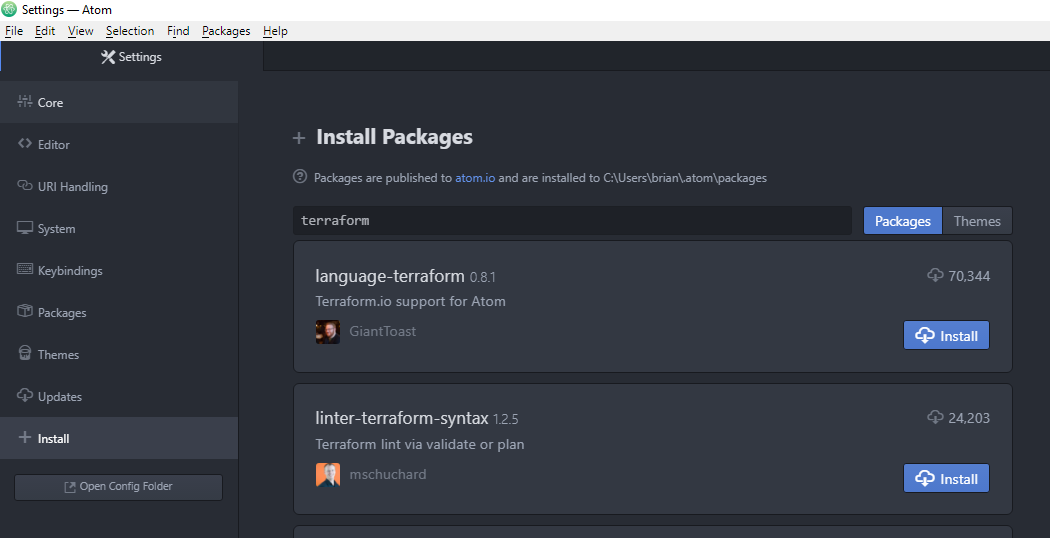 Settings — Atom
File Edit View Selection Find Packages Help
Settings
Core
Editor
URI Handling
System
Keybindings
Packages
Themes
Updates
Install
Open Config Folder
Install Packages
Packages are published to atom.io and are installed to C:\Users\brian\.atom\packages
terraform
Packages Themes
language-terraform 0.8.1 70,344
Terraform.io support for Atom
GiantToast Install
linter-terraform-syntax 1.2.5 24,203
Terraform lint via validate or plan
mschuchard Install